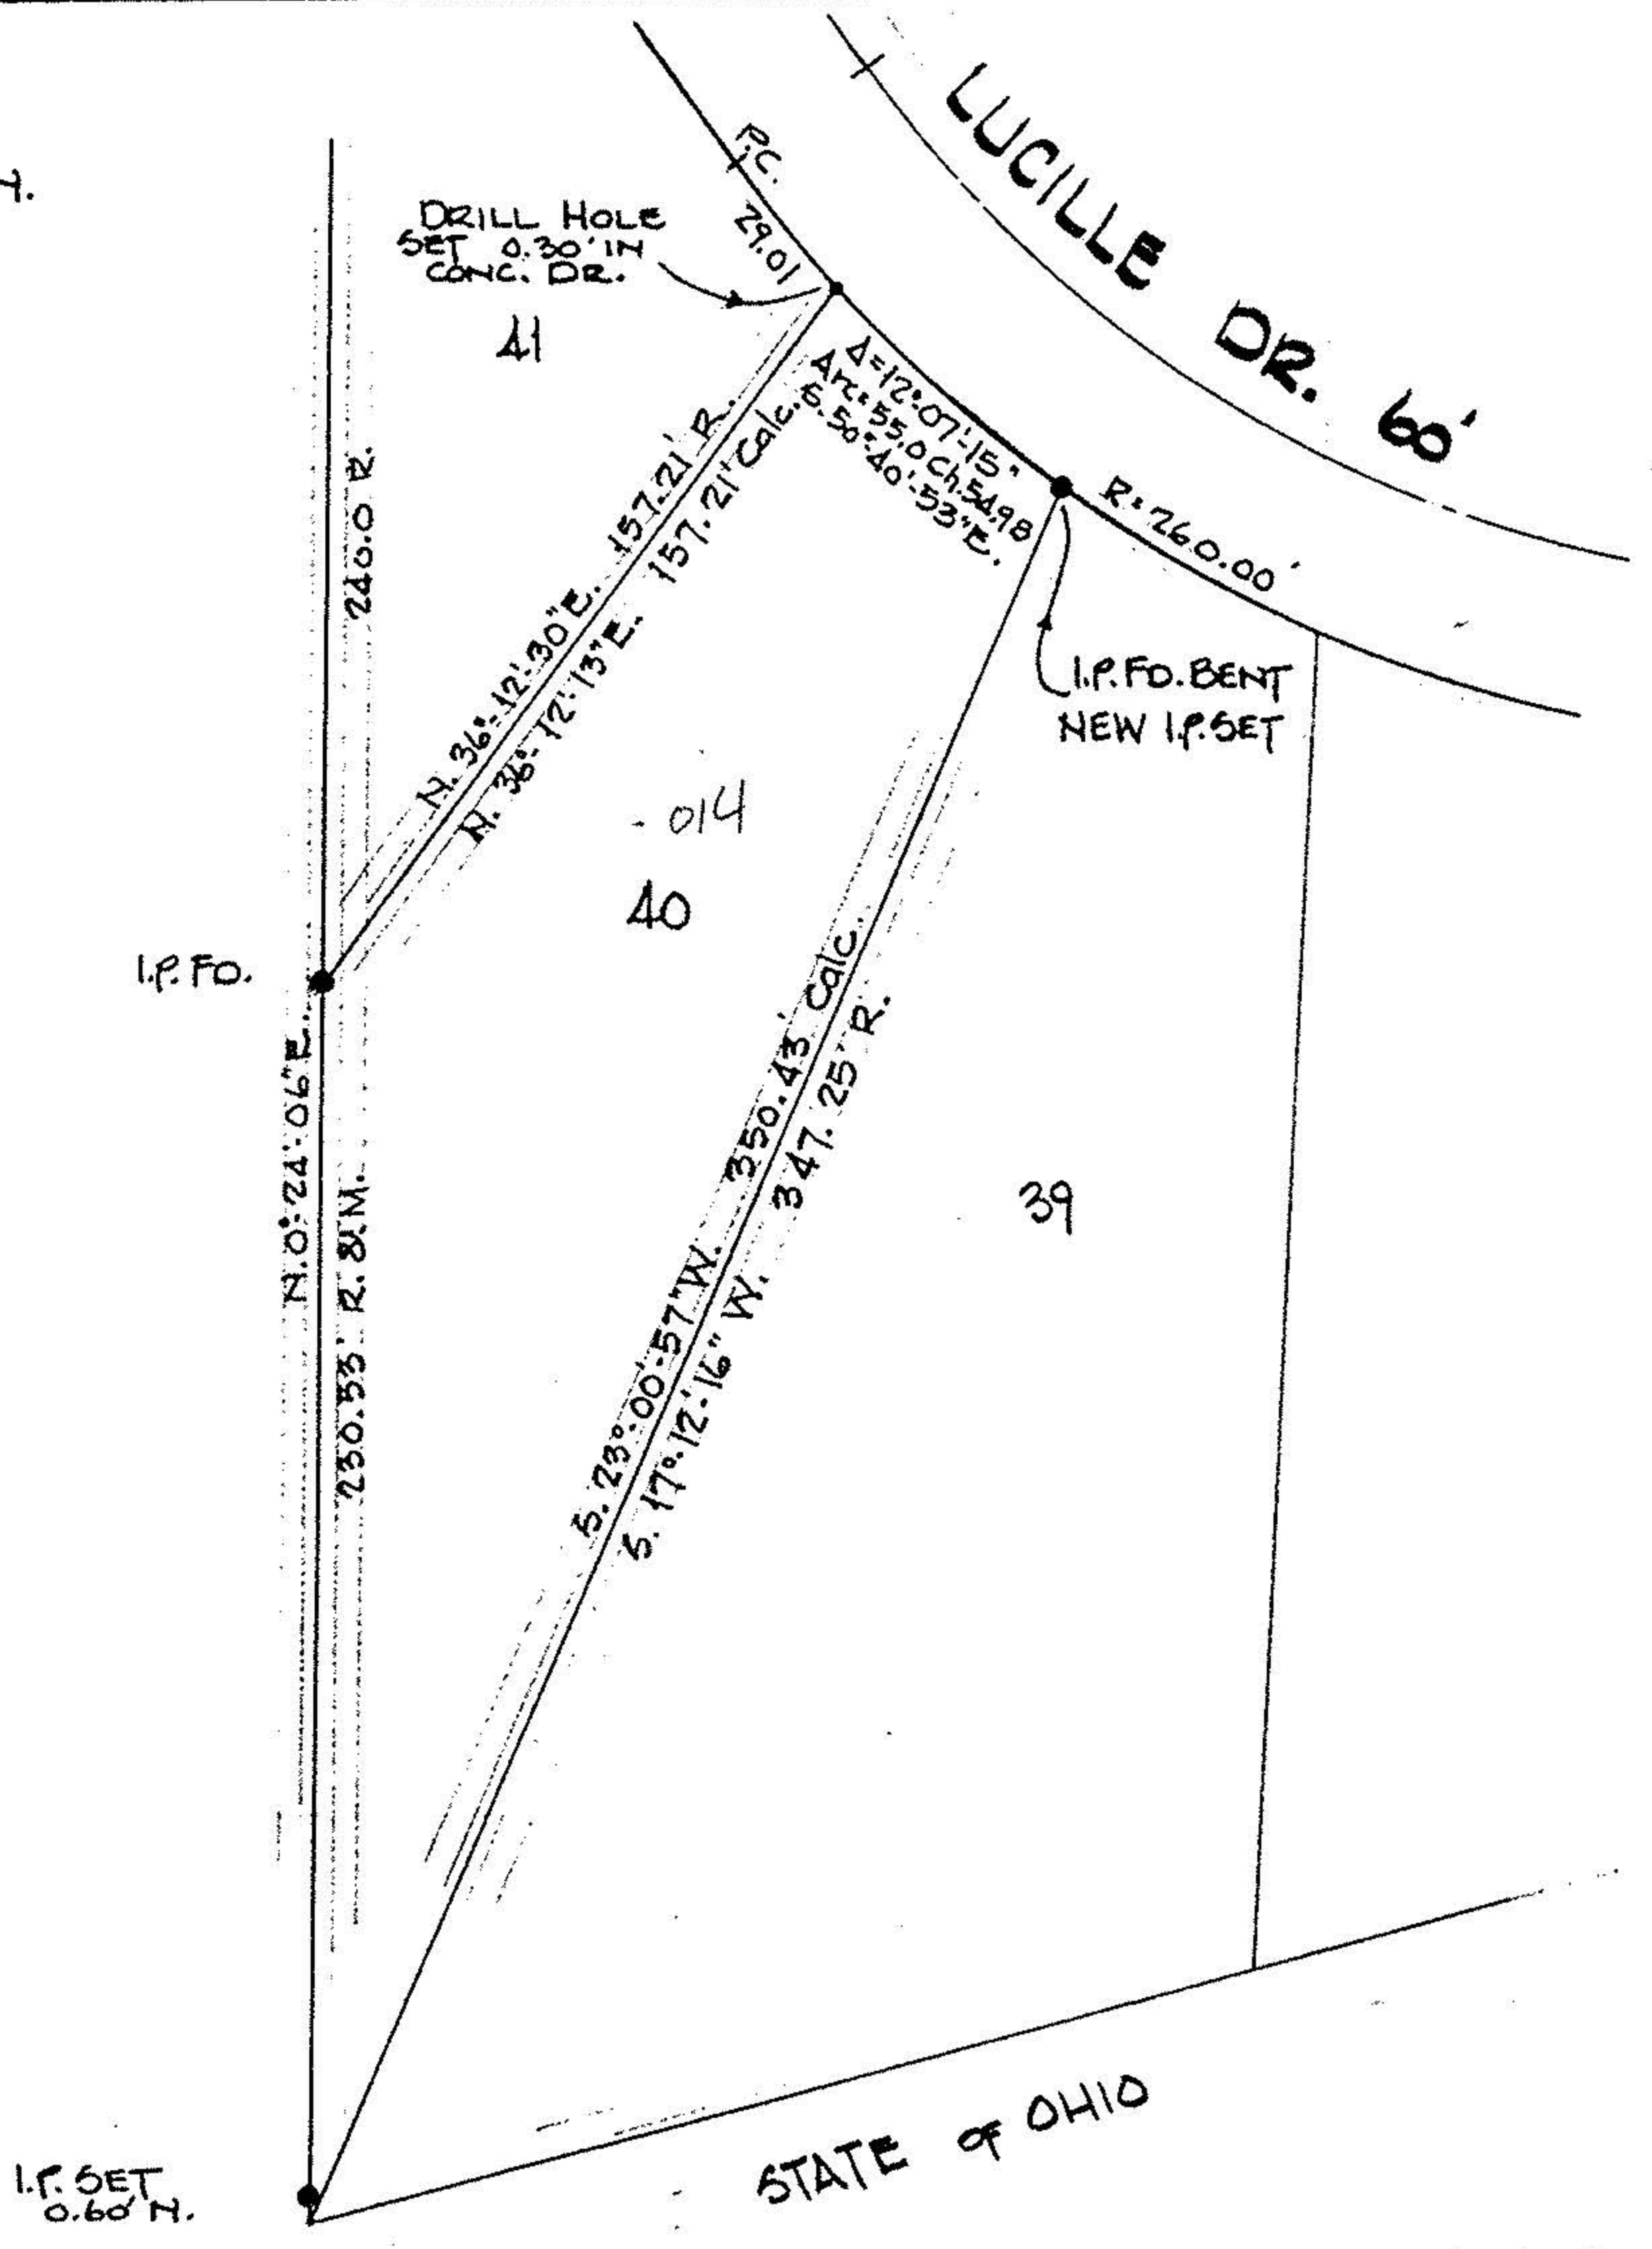 LUCILLE DR. 60'
P.C.
29.01
DRILL HOLE
SET 0.30' IN
CONC. DR.
41
Δ=12°-07'-15"
Arc=55.0 Ch.54.98
S.50°-40'-53"E.
R=260.00'
240.0 R.
N. 36°-12'-30"E. 157.21' R.
N. 36°-12'-13"E. 157.21' Calc.
I.P. FD. BENT
NEW I.P. SET
- 014
40
I.P. FD.
N. 0°-24'-06"E.
230.53' R. & M.
S. 23°-00'-57"W. 350.43' Calc.
S. 17°-12'-16" W. 347.25' R.
39
STATE OF OHIO
I.P. SET
0.60' N.